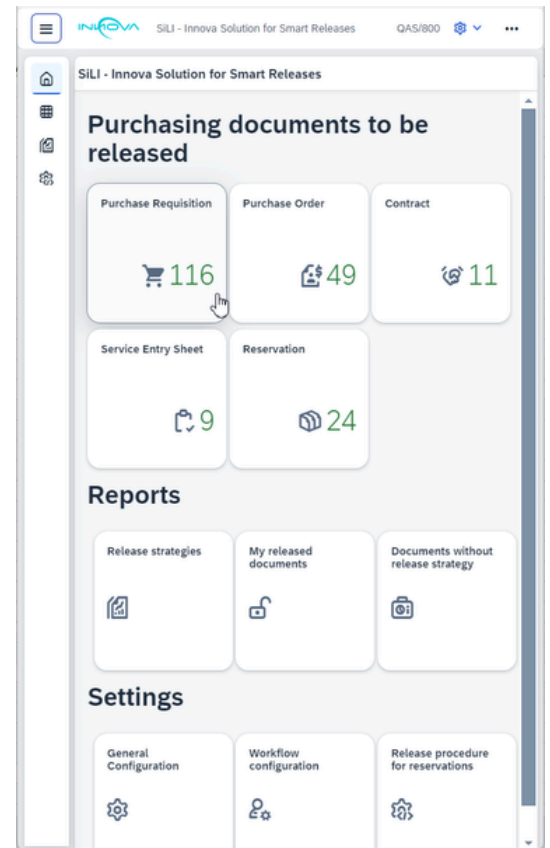 INNOVA SiLI - Innova Solution for Smart Releases QAS/800
SiLI - Innova Solution for Smart Releases
Purchasing documents to be
released
Purchase Requisition
116
Purchase Order
49
Contract
11
Service Entry Sheet
9
Reservation
24
Reports
Release strategies
My released
documents
Documents without
release strategy
Settings
General
Configuration
Workflow
configuration
Release procedure
for reservations